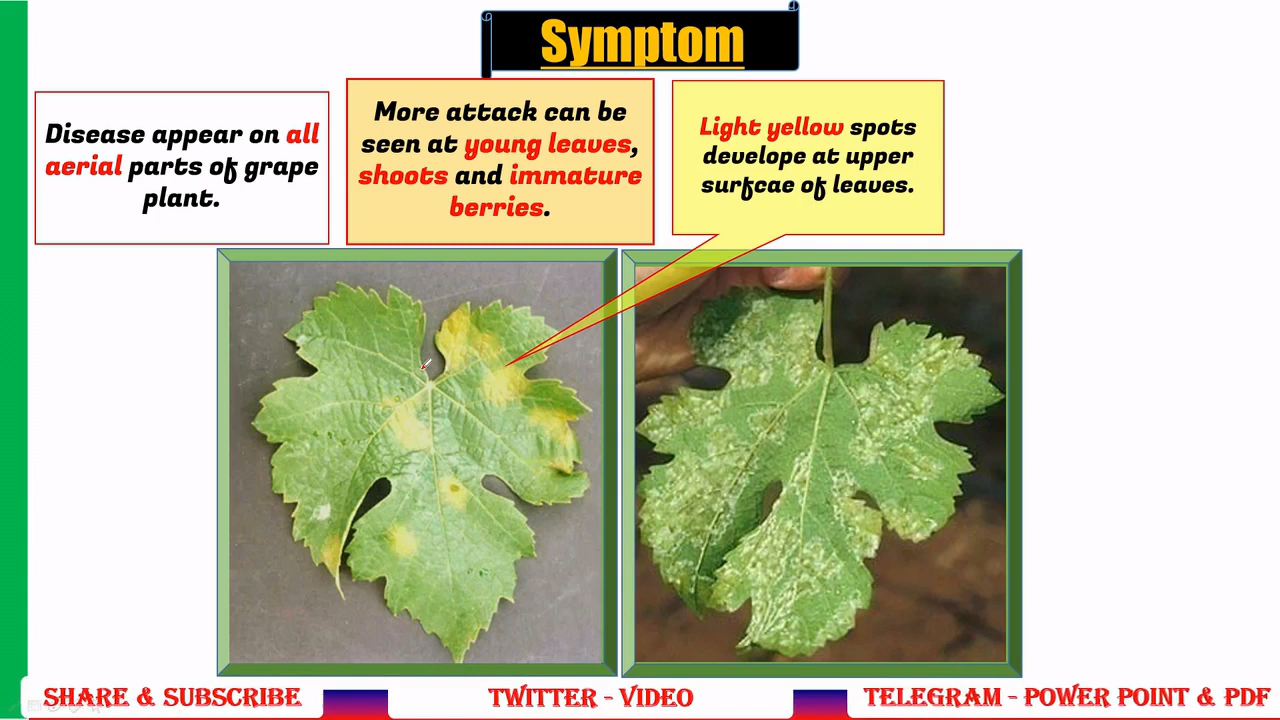 Symptom
Disease appear on all
aerial parts of grape
plant.
More attack can be
seen at young leaves,
shoots and immature
berries.
Light yellow spots
develope at upper
surfcae of leaves.
SHARE & SUBSCRIBE
TWITTER - VIDEO
TELEGRAM - POWER POINT & PDF